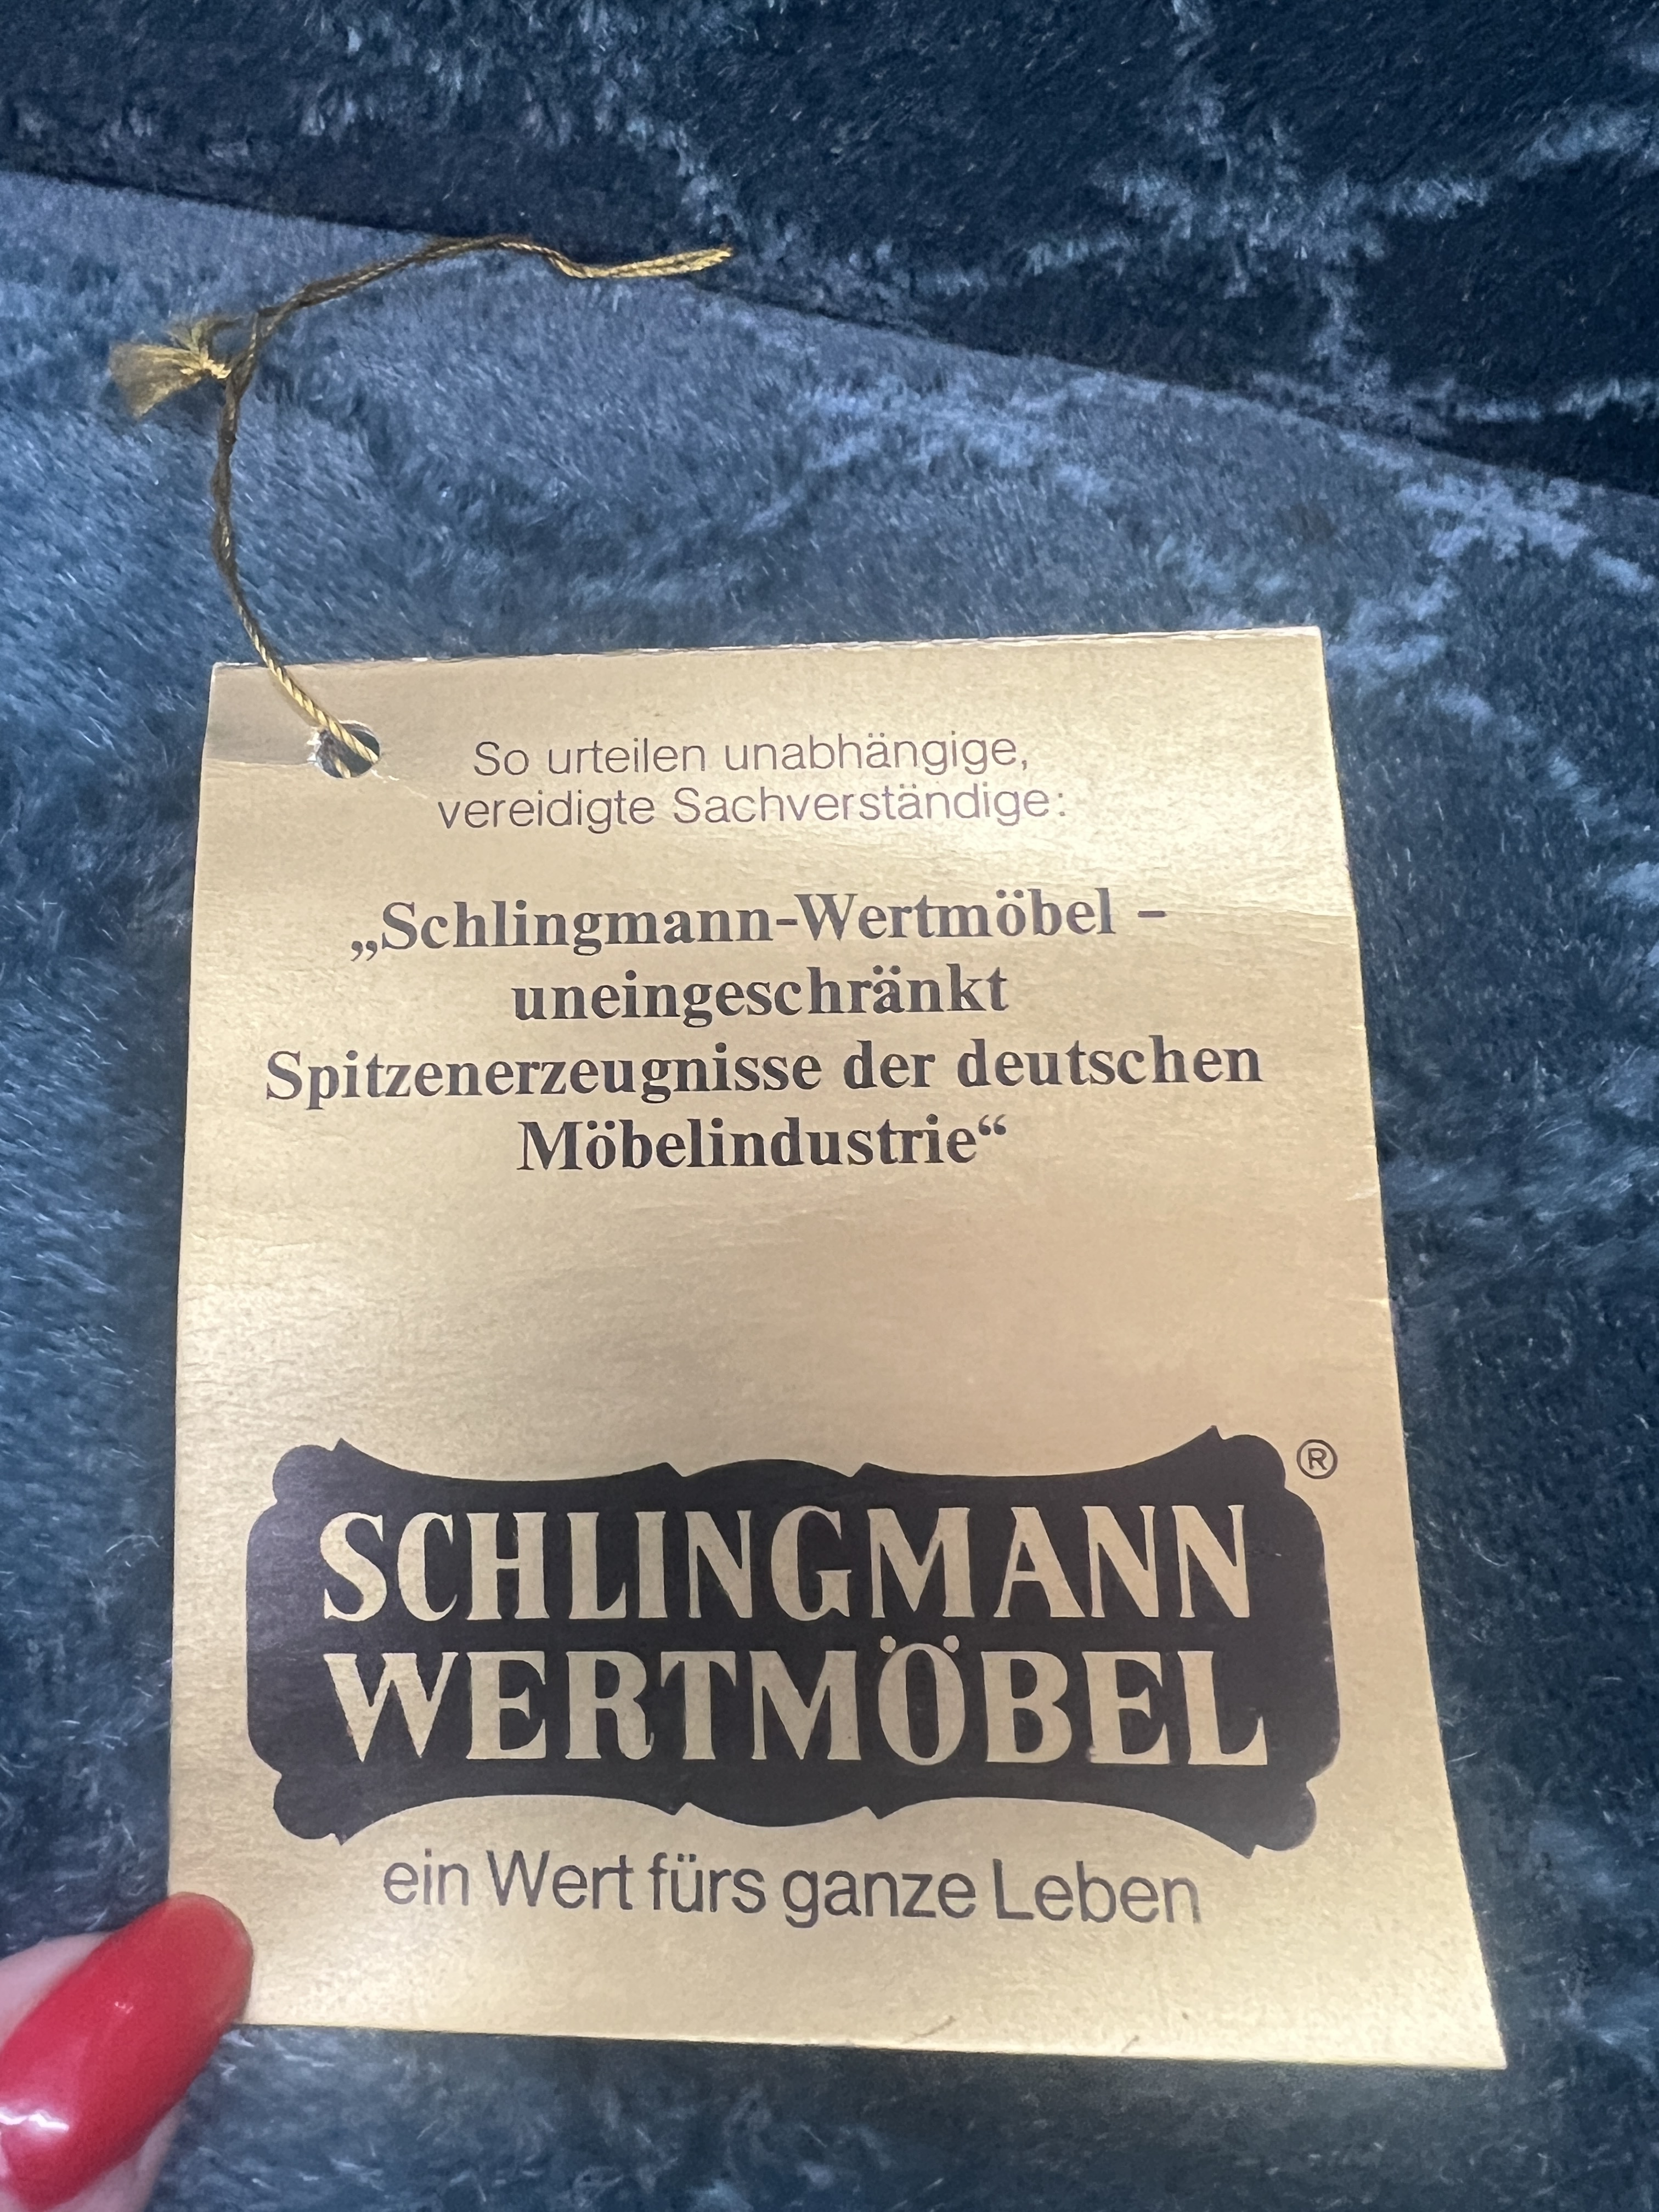 So urteilen unabhängige,
vereidigte Sachverständige:
„Schlingmann-Wertmöbel –
uneingeschränkt
Spitzenerzeugnisse der deutschen
Möbelindustrie“
®
SCHLINGMANN
WERTMÖBEL
ein Wert fürs ganze Leben